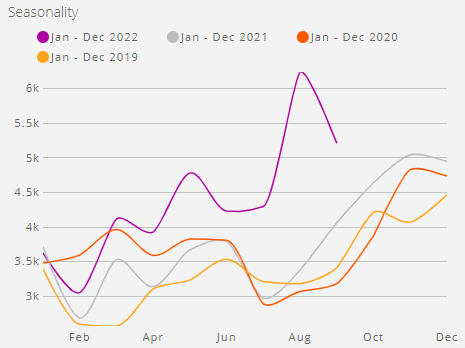 Seasonality
Jan - Dec 2022 Jan - Dec 2021 Jan - Dec 2020
Jan - Dec 2019
6k
5.5k
5k
4.5k
4k
3.5k
3k
Feb Apr Jun Aug Oct Dec